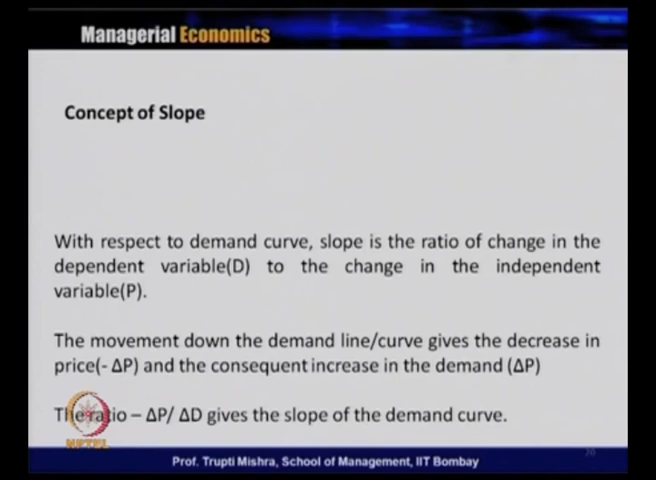 Managerial Economics
Concept of Slope
With respect to demand curve, slope is the ratio of change in the
dependent variable(D) to the change in the independent
variable(P).
The movement down the demand line/curve gives the decrease in
price(- ΔP) and the consequent increase in the demand (ΔP)
The ratio – ΔP/ ΔD gives the slope of the demand curve.
NPTEL
Prof. Trupti Mishra, School of Management, IIT Bombay